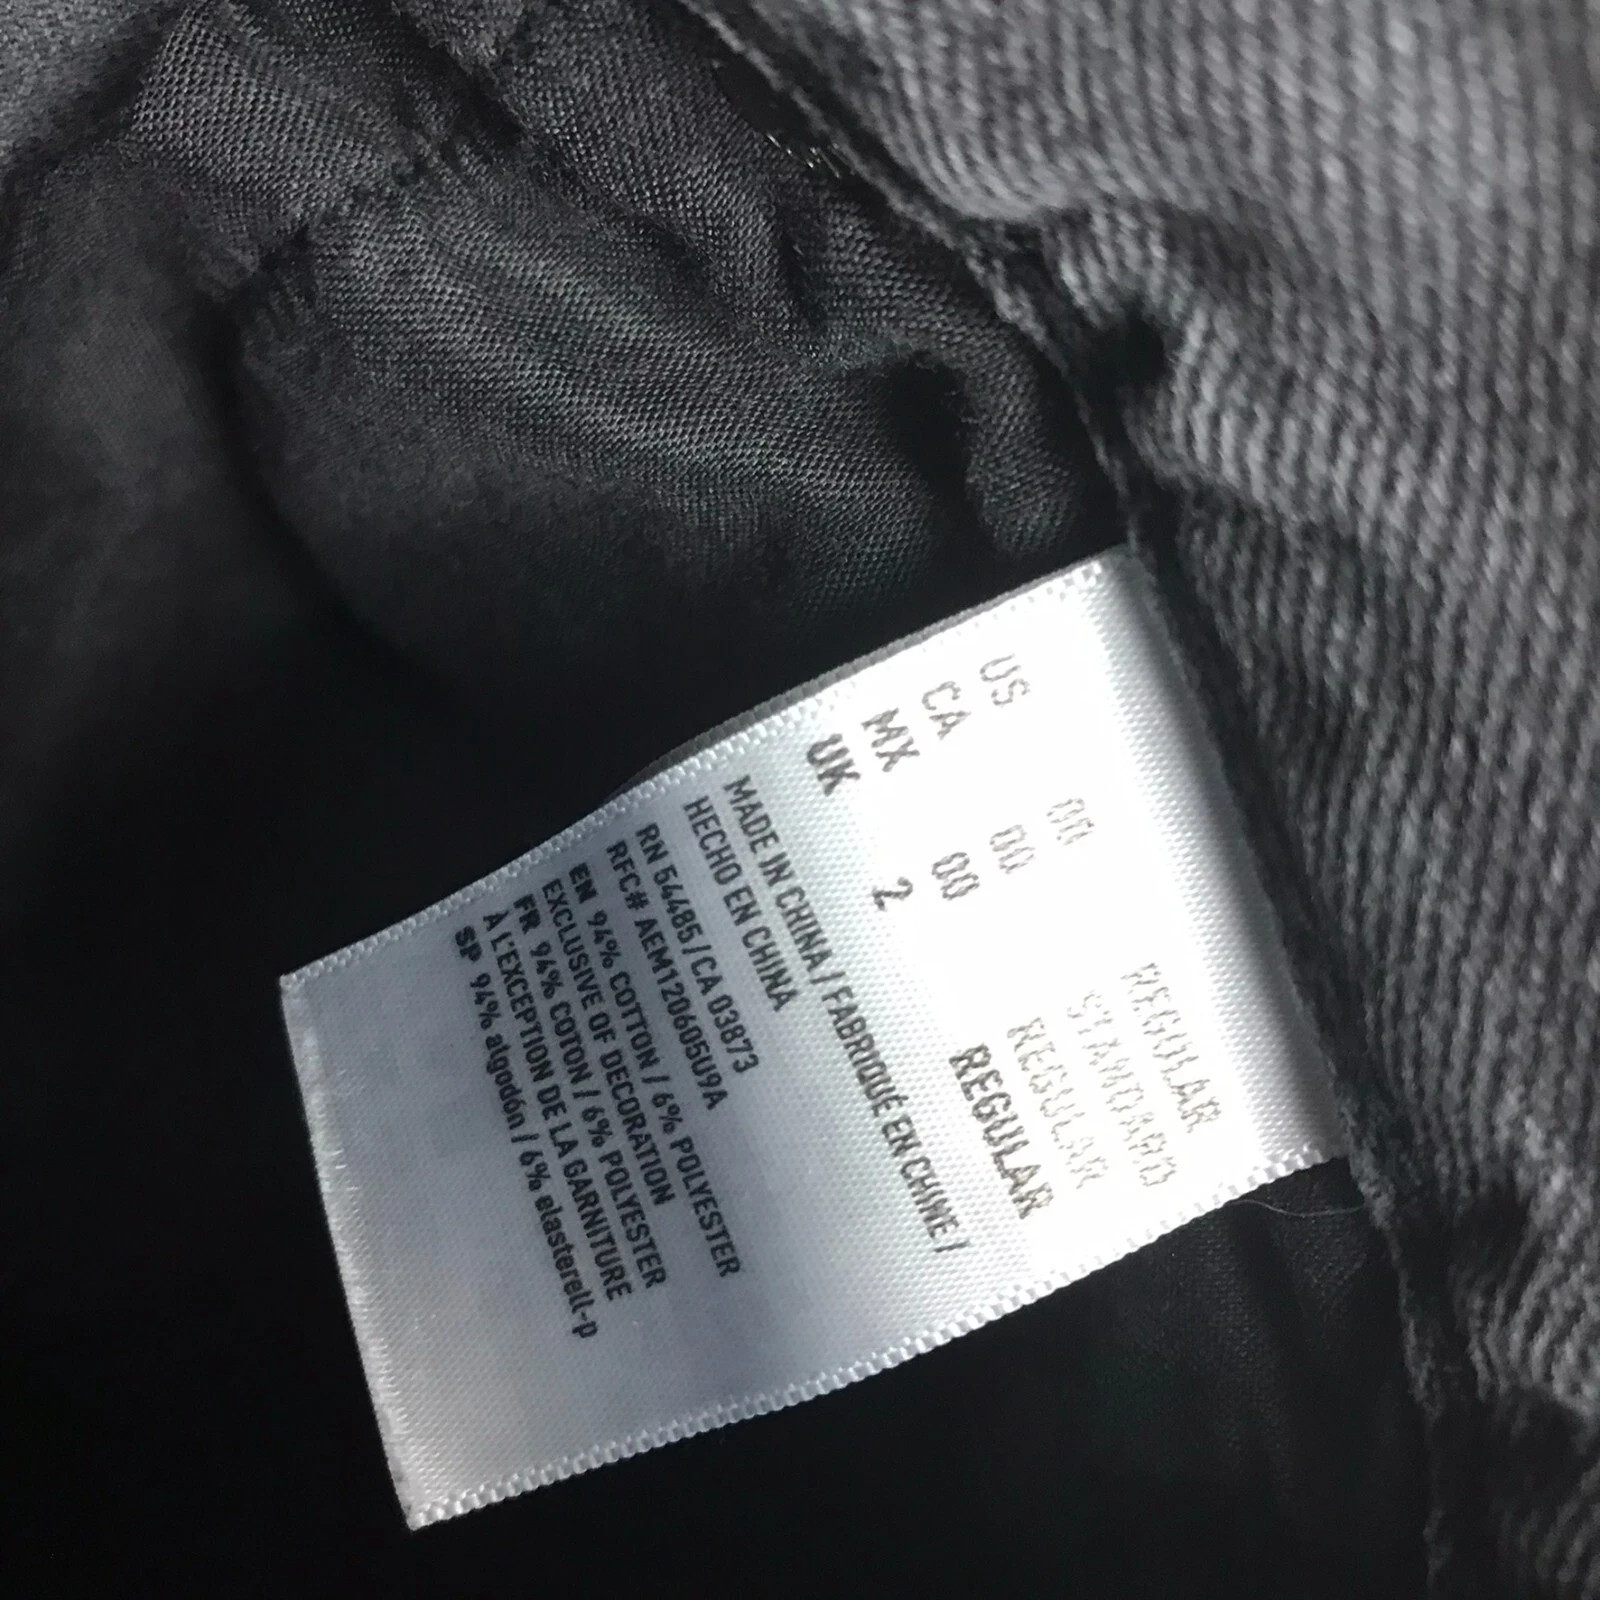 US 00 REGULAR
CA 00 STANDARD
MX 00 REGULAR
UK 2 REGULAR
MADE IN CHINA / FABRIQUÉ EN CHINE /
HECHO EN CHINA
RN 54485 / CA 03873
RFC# AEM120605U9A
EN 94% COTTON / 6% POLYESTER
EXCLUSIVE OF DECORATION
FR 94% COTON / 6% POLYESTER
À L'EXCEPTION DE LA GARNITURE
SP 94% algodón / 6% elasterell-p